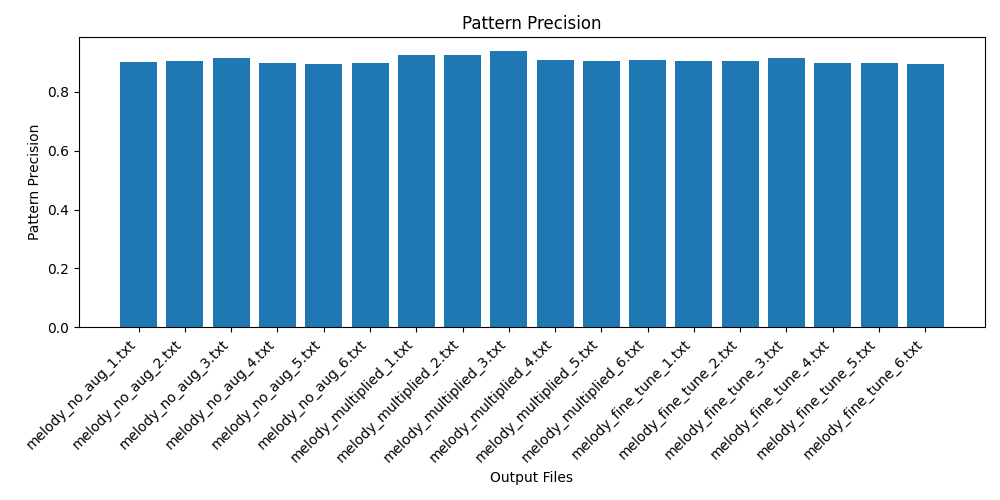 Pattern Precision
Pattern Precision
0.8
0.6
0.4
0.2
0.0
melody_no_aug_1.txt
melody_no_aug_2.txt
melody_no_aug_3.txt
melody_no_aug_4.txt
melody_no_aug_5.txt
melody_no_aug_6.txt
melody_multiplied_1.txt
melody_multiplied_2.txt
melody_multiplied_3.txt
melody_multiplied_4.txt
melody_multiplied_5.txt
melody_multiplied_6.txt
melody_fine_tune_1.txt
melody_fine_tune_2.txt
melody_fine_tune_3.txt
melody_fine_tune_4.txt
melody_fine_tune_5.txt
melody_fine_tune_6.txt
Output Files